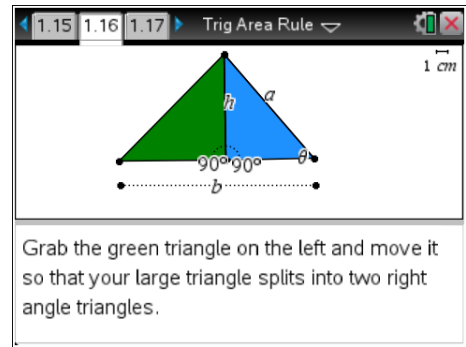 1.15 1.16 1.17 Trig Area Rule
1 cm
h a
90° 90° θ
b
Grab the green triangle on the left and move it
so that your large triangle splits into two right
angle triangles.